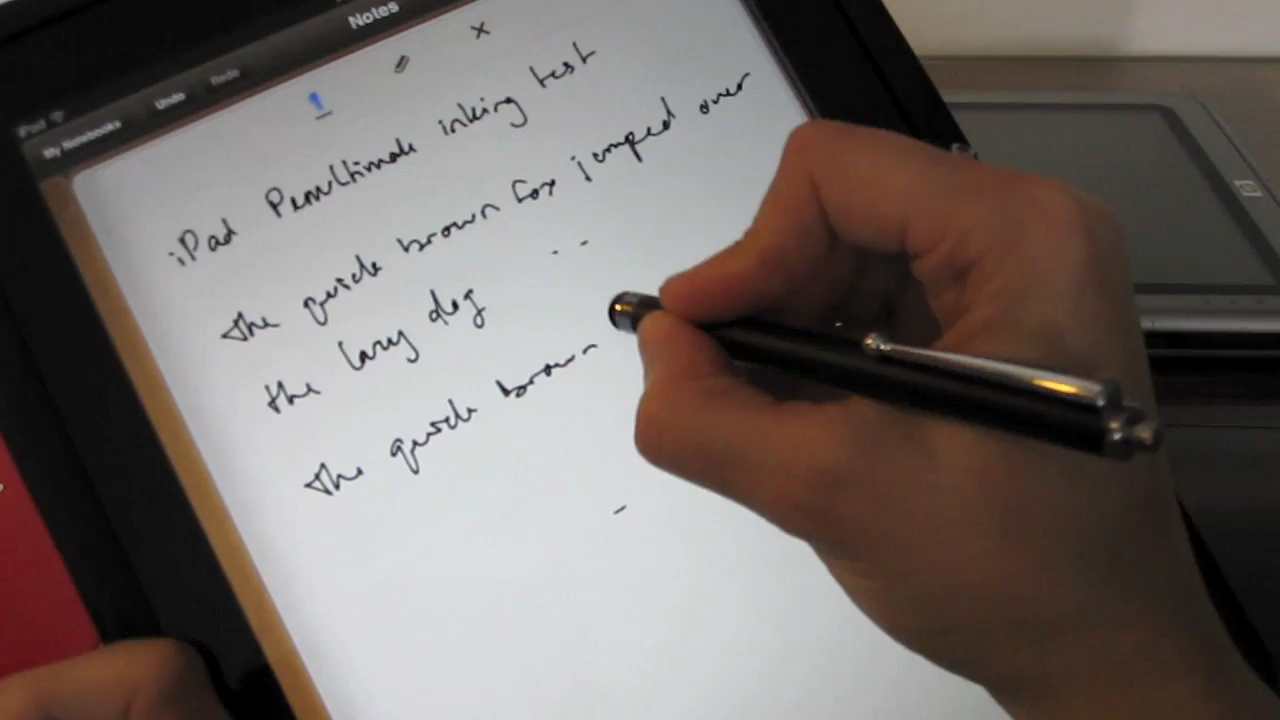 Notes
iPad
My Notebooks Undo Redo
iPad Penultimate inking test
The quick brown fox jumped over
the lazy dog
The quick brown